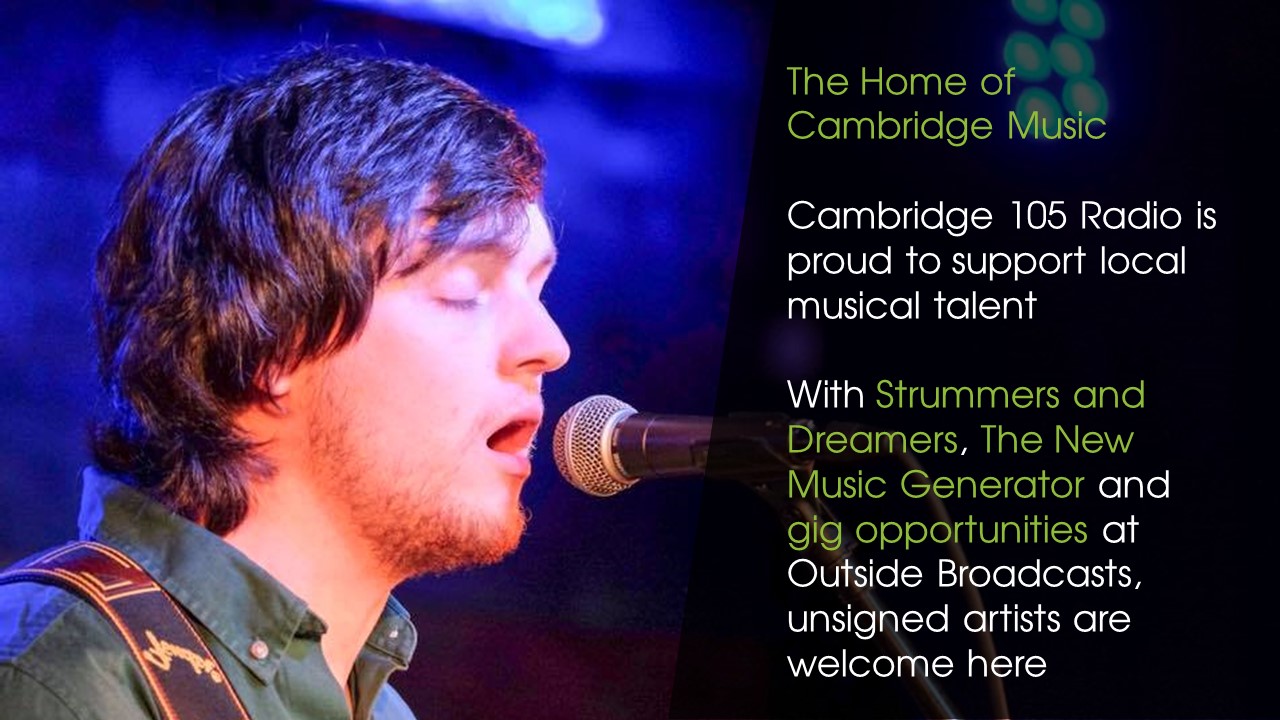 The Home of
Cambridge Music
Cambridge 105 Radio is
proud to support local
musical talent
With Strummers and
Dreamers, The New
Music Generator and
gig opportunities at
Outside Broadcasts,
unsigned artists are
welcome here